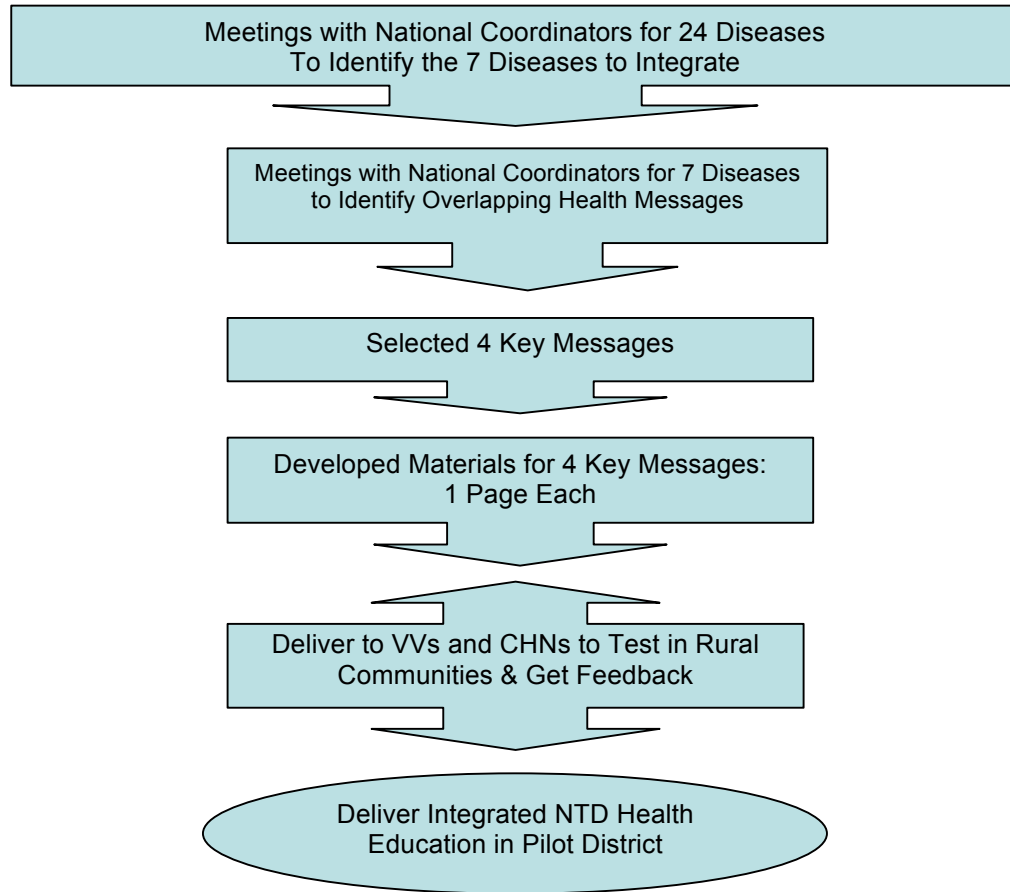 Meetings with National Coordinators for 24 Diseases
To Identify the 7 Diseases to Integrate
Meetings with National Coordinators for 7 Diseases
to Identify Overlapping Health Messages
Selected 4 Key Messages
Developed Materials for 4 Key Messages:
1 Page Each
Deliver to VVs and CHNs to Test in Rural
Communities & Get Feedback
Deliver Integrated NTD Health
Education in Pilot District